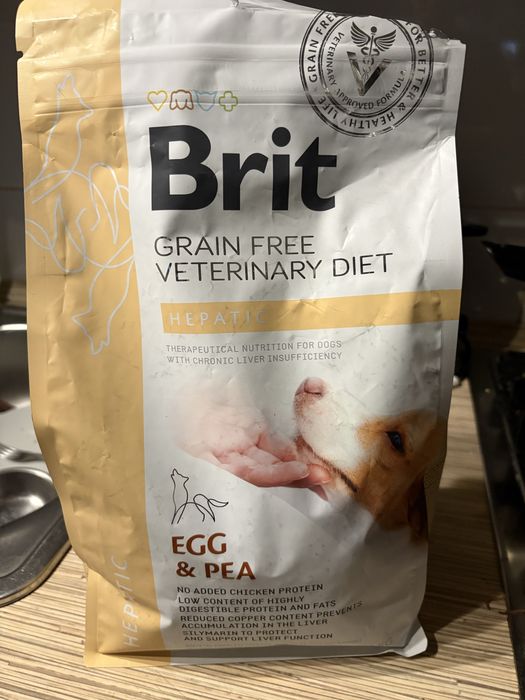 GRAIN FREE
FOR BETTER & HEALTHY LIFE
VETERINARY APPROVED FORMULA
Brit
GRAIN FREE
VETERINARY DIET
HEPATIC
THERAPEUTICAL NUTRITION FOR DOGS
WITH CHRONIC LIVER INSUFFICIENCY
EGG
& PEA
NO ADDED CHICKEN PROTEIN
LOW CONTENT OF HIGHLY
DIGESTIBLE PROTEIN AND FATS
REDUCED COPPER CONTENT PREVENTS
ACCUMULATION IN THE LIVER
SILYMARIN TO PROTECT
AND SUPPORT LIVER FUNCTION
HEPATIC